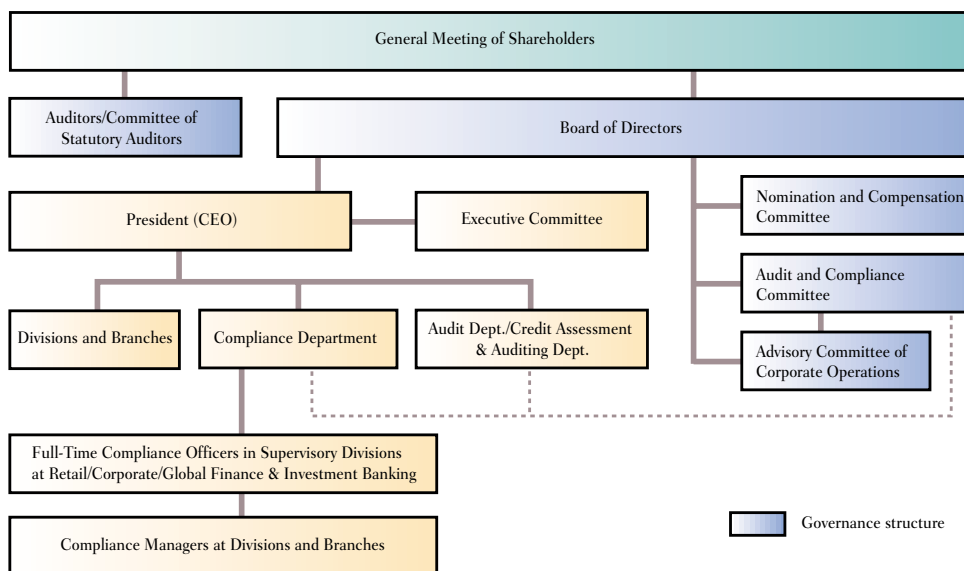 General Meeting of Shareholders
Auditors/Committee of
Statutory Auditors
Board of Directors
President (CEO)
Executive Committee
Nomination and Compensation
Committee
Audit and Compliance
Committee
Divisions and Branches
Compliance Department
Audit Dept./Credit Assessment
& Auditing Dept.
Advisory Committee of
Corporate Operations
Full-Time Compliance Officers in Supervisory Divisions
at Retail/Corporate/Global Finance & Investment Banking
Compliance Managers at Divisions and Branches
Governance structure